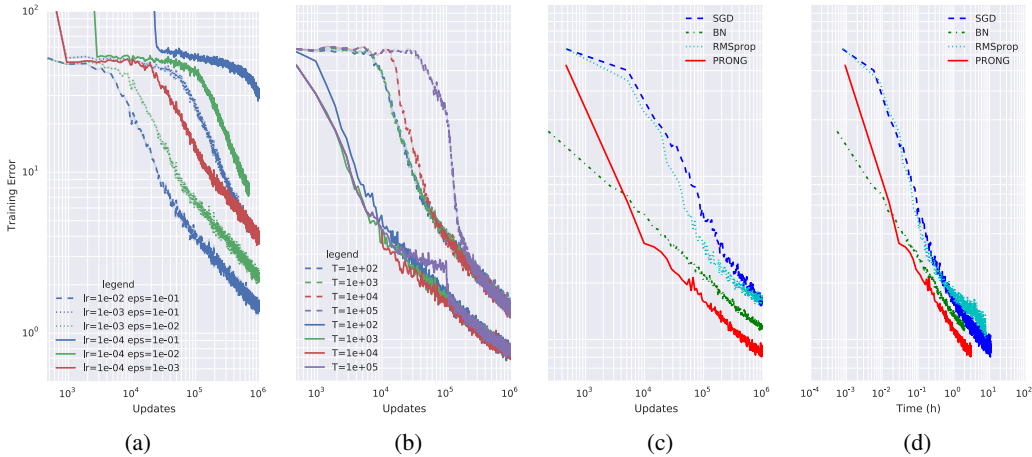 10²
10¹
10⁰
Training Error
legend
lr=1e-02 eps=1e-01
lr=1e-03 eps=1e-01
lr=1e-03 eps=1e-02
lr=1e-04 eps=1e-01
lr=1e-04 eps=1e-02
lr=1e-04 eps=1e-03
10³ 10⁴ 10⁵ 10⁶
Updates
(a)
legend
T=1e+02
T=1e+03
T=1e+04
T=1e+05
T=1e+02
T=1e+03
T=1e+04
T=1e+05
10³ 10⁴ 10⁵ 10⁶
Updates
(b)
SGD
BN
RMSprop
PRONG
10³ 10⁴ 10⁵ 10⁶
Updates
(c)
SGD
BN
RMSprop
PRONG
10⁻⁴ 10⁻³ 10⁻² 10⁻¹ 10⁰ 10¹ 10²
Time (h)
(d)